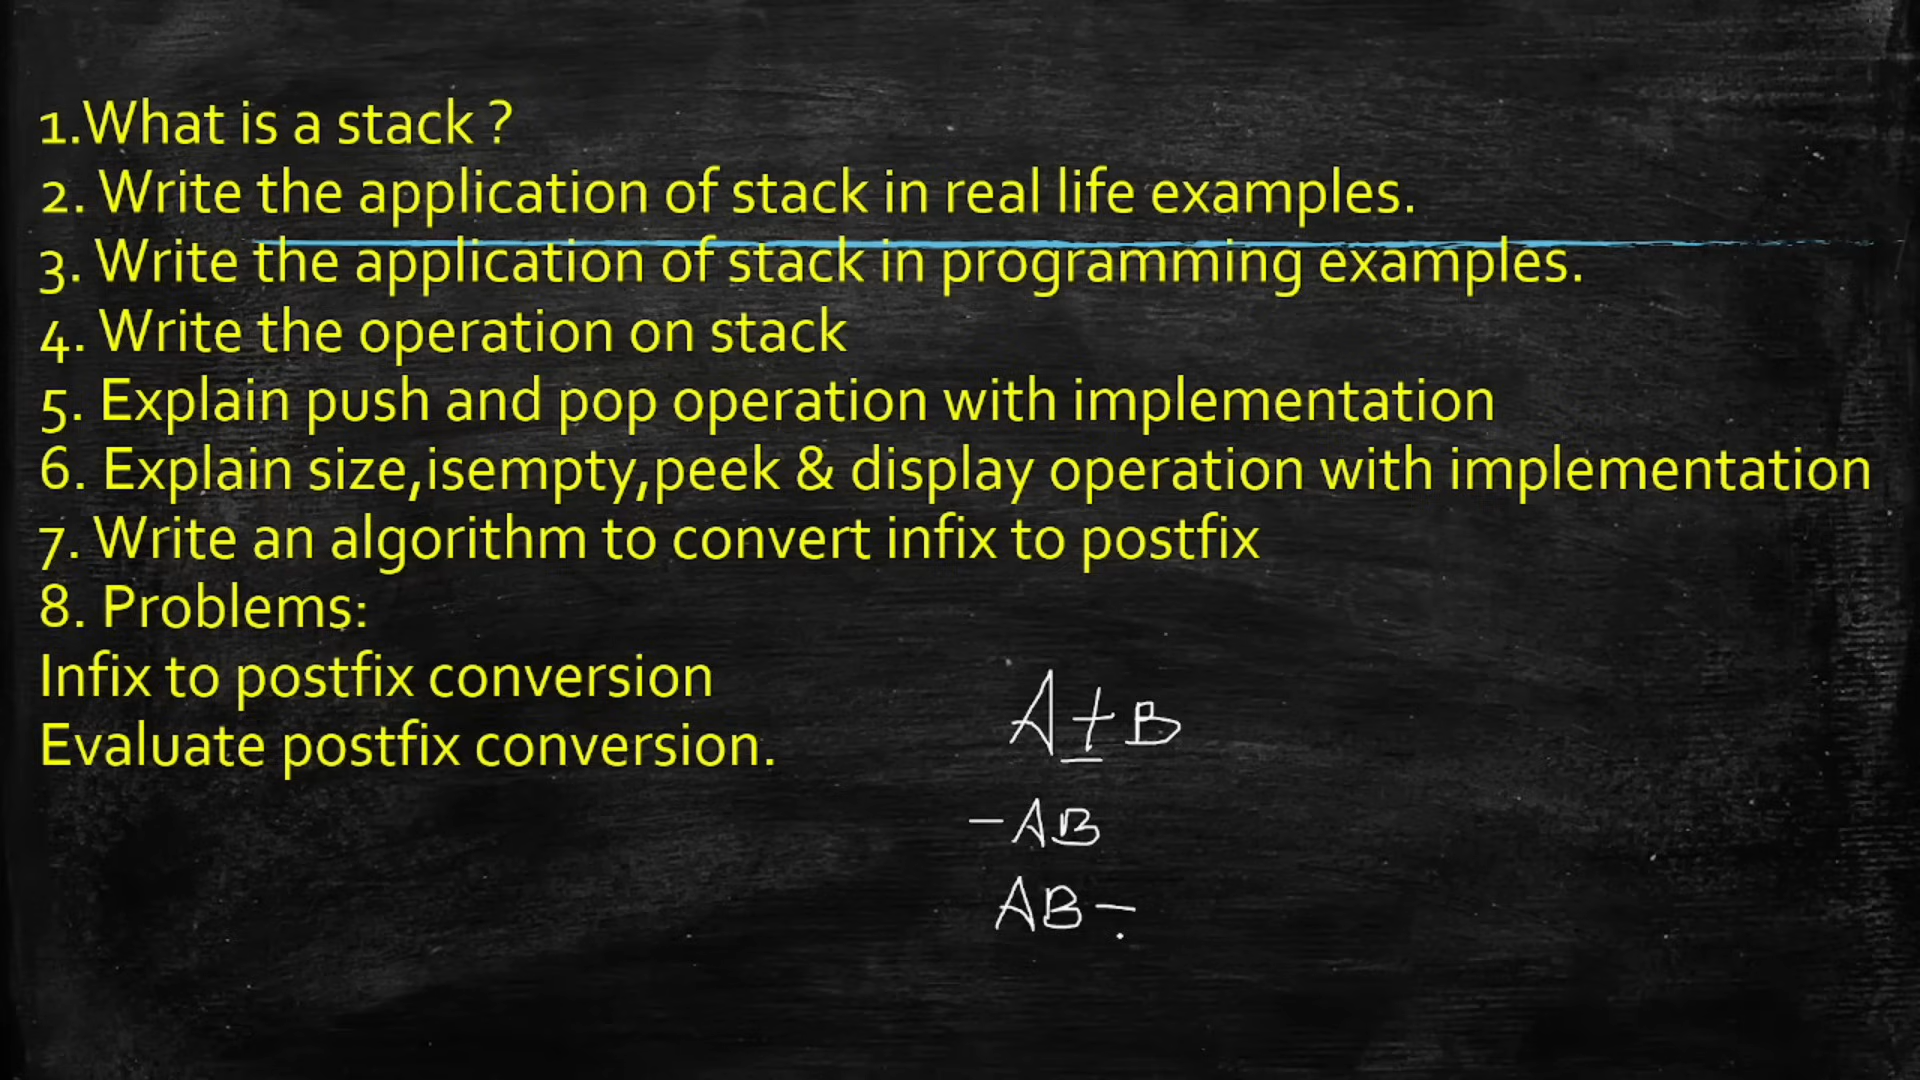 1.What is a stack ?
2. Write the application of stack in real life examples.
3. Write the application of stack in programming examples.
4. Write the operation on stack
5. Explain push and pop operation with implementation
6. Explain size,isempty,peek & display operation with implementation
7. Write an algorithm to convert infix to postfix
8. Problems:
Infix to postfix conversion
Evaluate postfix conversion.
A+B
-AB
AB-